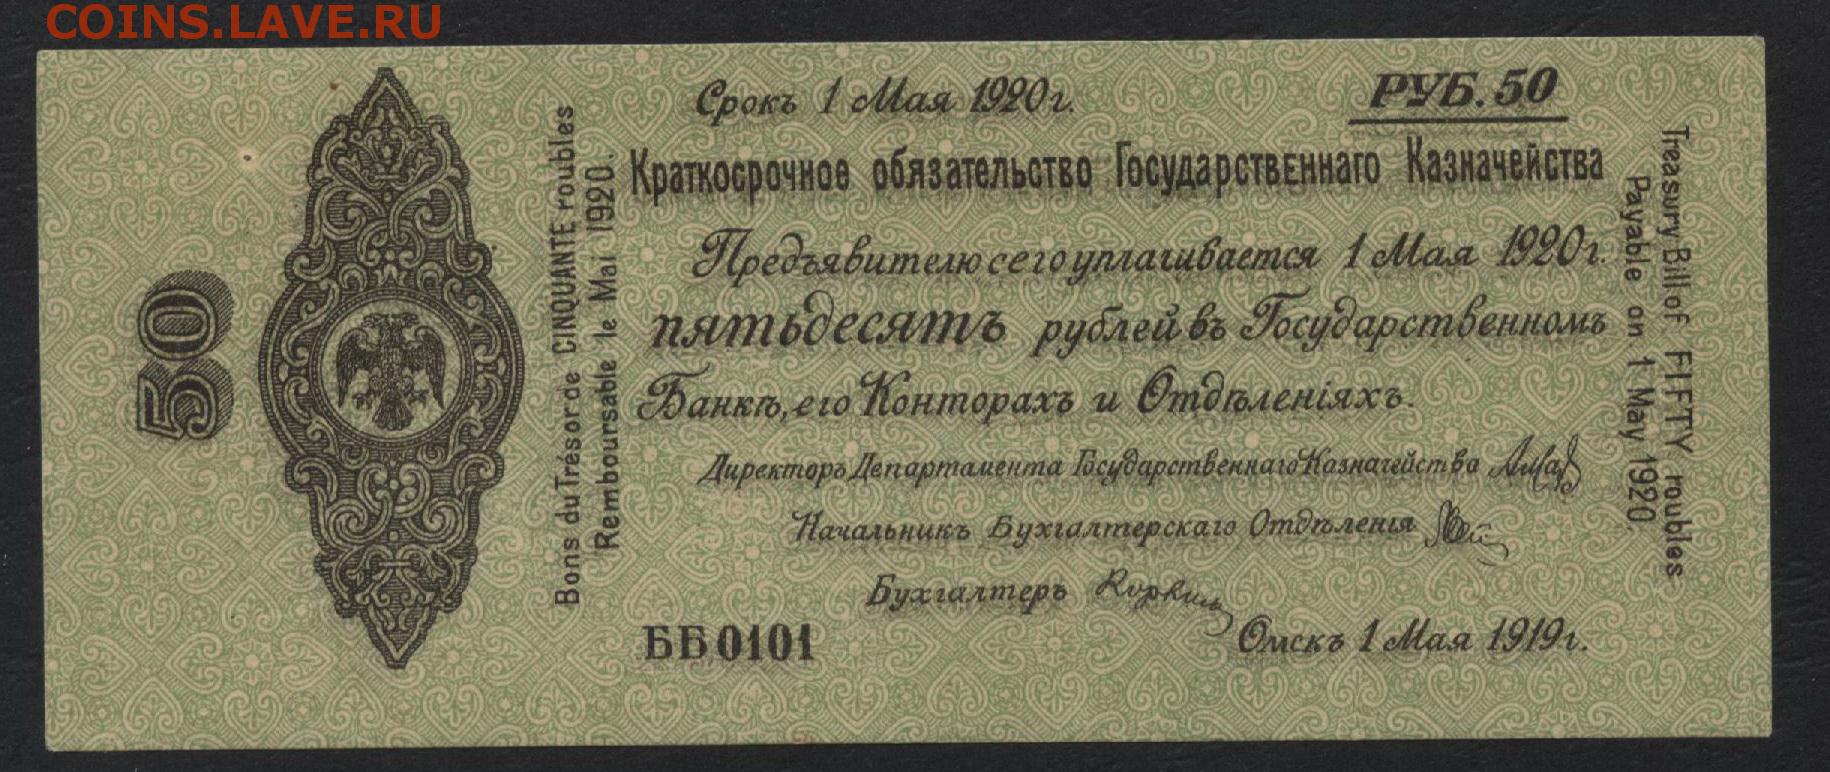 COINS.LAVE.RU
50
Bons du Trésor de CINQUANTE roubles
Remboursable le 1 Mai 1920.
Срокъ 1 Мая 1920 г.
РУБ. 50
Краткосрочное обязательство Государственнаго Казначейства
Предъявителю сего уплачивается 1 Мая 1920 г.
пятьдесятъ рублей въ Государственномъ
Банкѣ, его Конторахъ и Отдѣленіяхъ.
Директоръ Департамента Государственнаго Казначейства
Начальникъ Бухгалтерскаго Отдѣленія
Бухгалтеръ
ББ 0101
Омскъ 1 Мая 1919 г.
Treasury Bill of FIFTY roubles
Payable on 1 May 1920